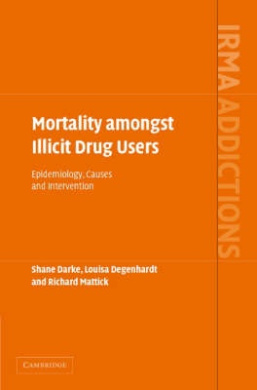 IRMA ADDICTIONS
Mortality amongst
Illicit Drug Users
Epidemiology, Causes
and Intervention
Shane Darke, Louisa Degenhardt
and Richard Mattick
CAMBRIDGE